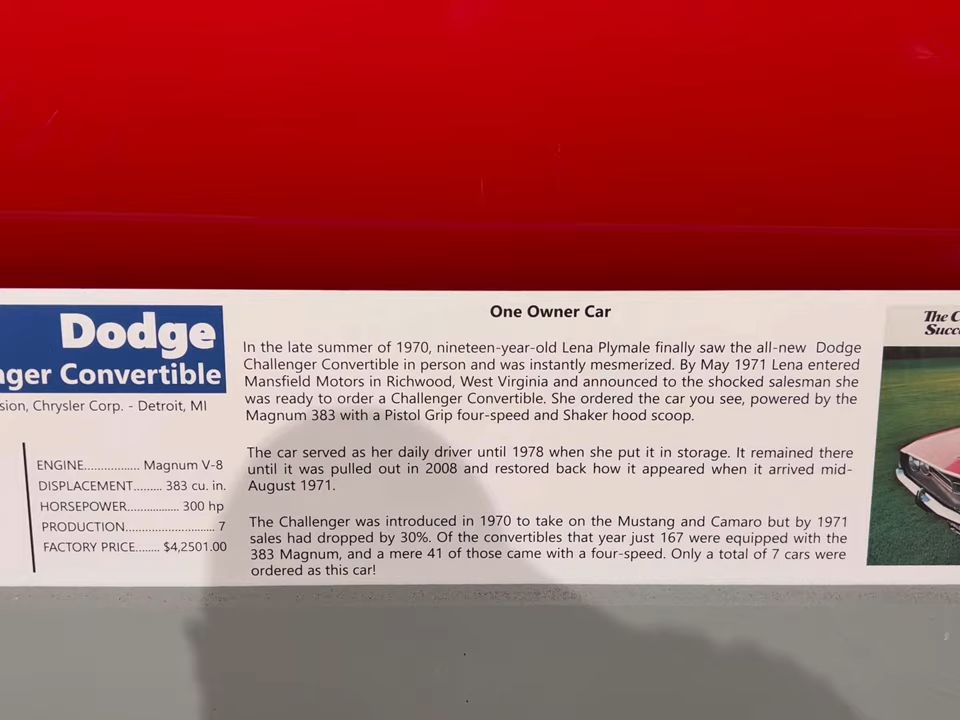 Dodge
nger Convertible
sion, Chrysler Corp. - Detroit, MI
ENGINE................. Magnum V-8
DISPLACEMENT......... 383 cu. in.
HORSEPOWER................ 300 hp
PRODUCTION............................ 7
FACTORY PRICE....... $4,2501.00
One Owner Car
In the late summer of 1970, nineteen-year-old Lena Plymale finally saw the all-new Dodge
Challenger Convertible in person and was instantly mesmerized. By May 1971 Lena entered
Mansfield Motors in Richwood, West Virginia and announced to the shocked salesman she
was ready to order a Challenger Convertible. She ordered the car you see, powered by the
Magnum 383 with a Pistol Grip four-speed and Shaker hood scoop.
The car served as her daily driver until 1978 when she put it in storage. It remained there
until it was pulled out in 2008 and restored back how it appeared when it arrived mid-
August 1971.
The Challenger was introduced in 1970 to take on the Mustang and Camaro but by 1971
sales had dropped by 30%. Of the convertibles that year just 167 were equipped with the
383 Magnum, and a mere 41 of those came with a four-speed. Only a total of 7 cars were
ordered as this car!
The C
Succ